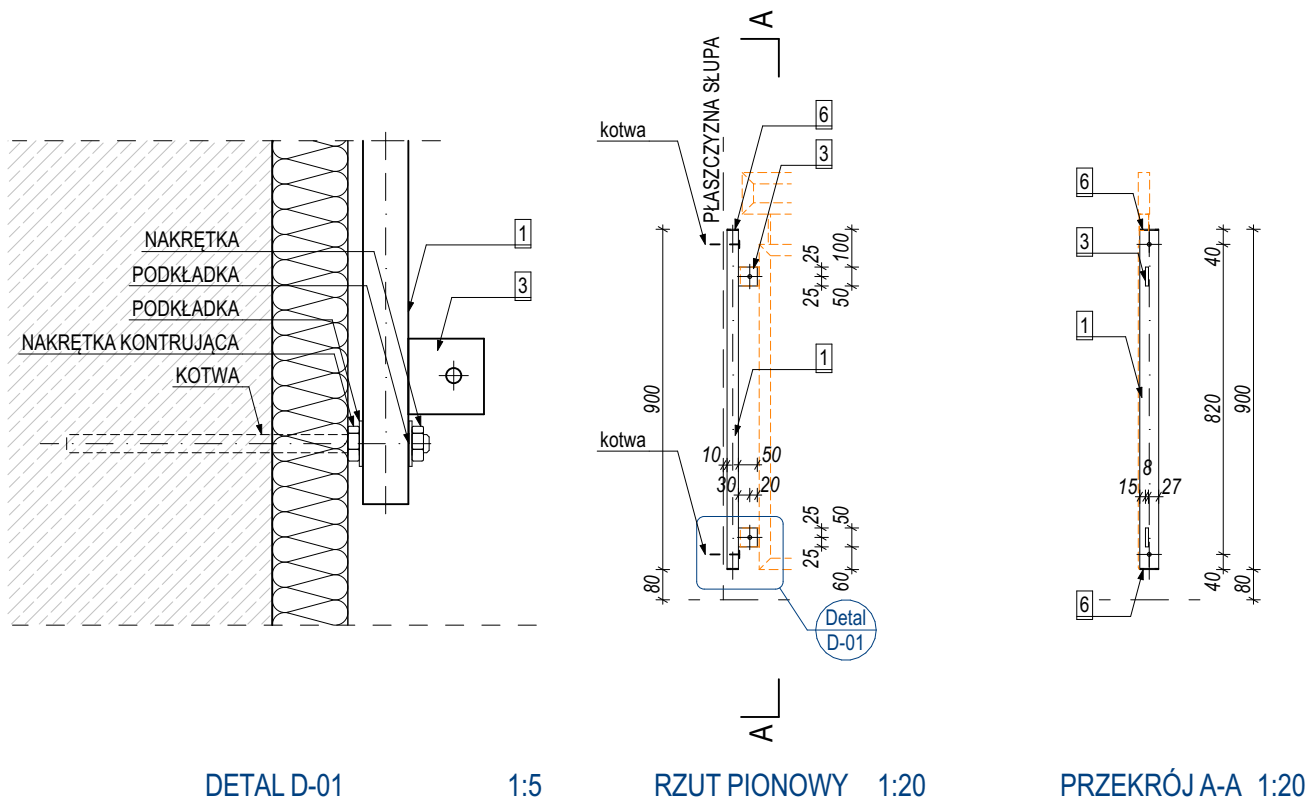 NAKRĘTKA
PODKŁADKA
PODKŁADKA
NAKRĘTKA KONTRUJĄCA
KOTWA
1
3
DETAL D-01 1:5
A
PŁASZCZYZNA SŁUPA
kotwa
6
3
1
kotwa
900
80
10
50
30
20
25
25
100
50
25
25
50
60
Detal
D-01
A
RZUT PIONOWY 1:20
6
3
1
6
15
8
27
40
820
40
900
80
PRZEKRÓJ A-A 1:20